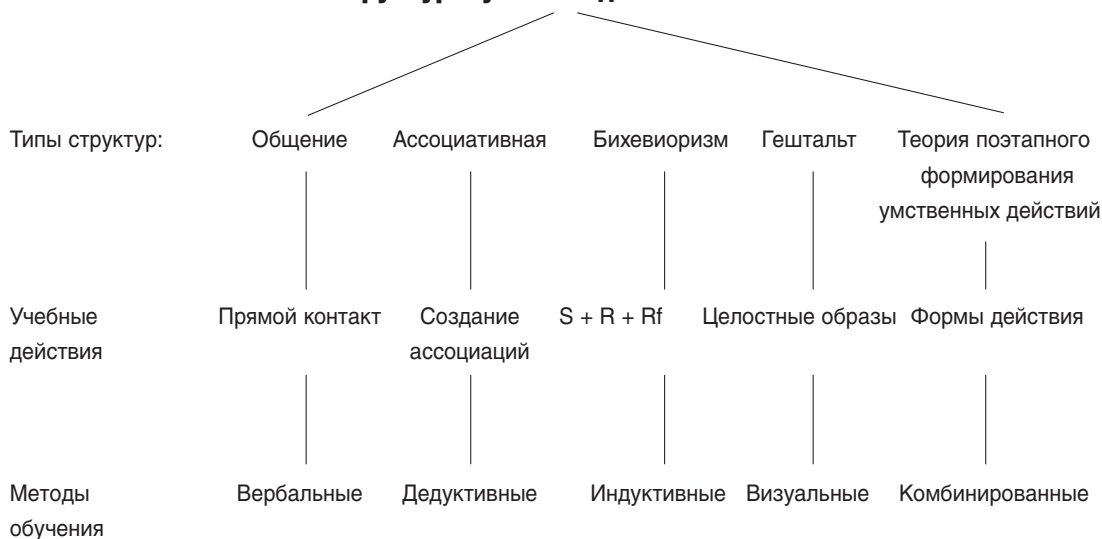 Типы структур: Общение Ассоциативная Бихевиоризм Гештальт Теория поэтапного
формирования
умственных действий
Учебные Прямой контакт Создание S + R + Rf Целостные образы Формы действия
действия ассоциаций
Методы Вербальные Дедуктивные Индуктивные Визуальные Комбинированные
обучения